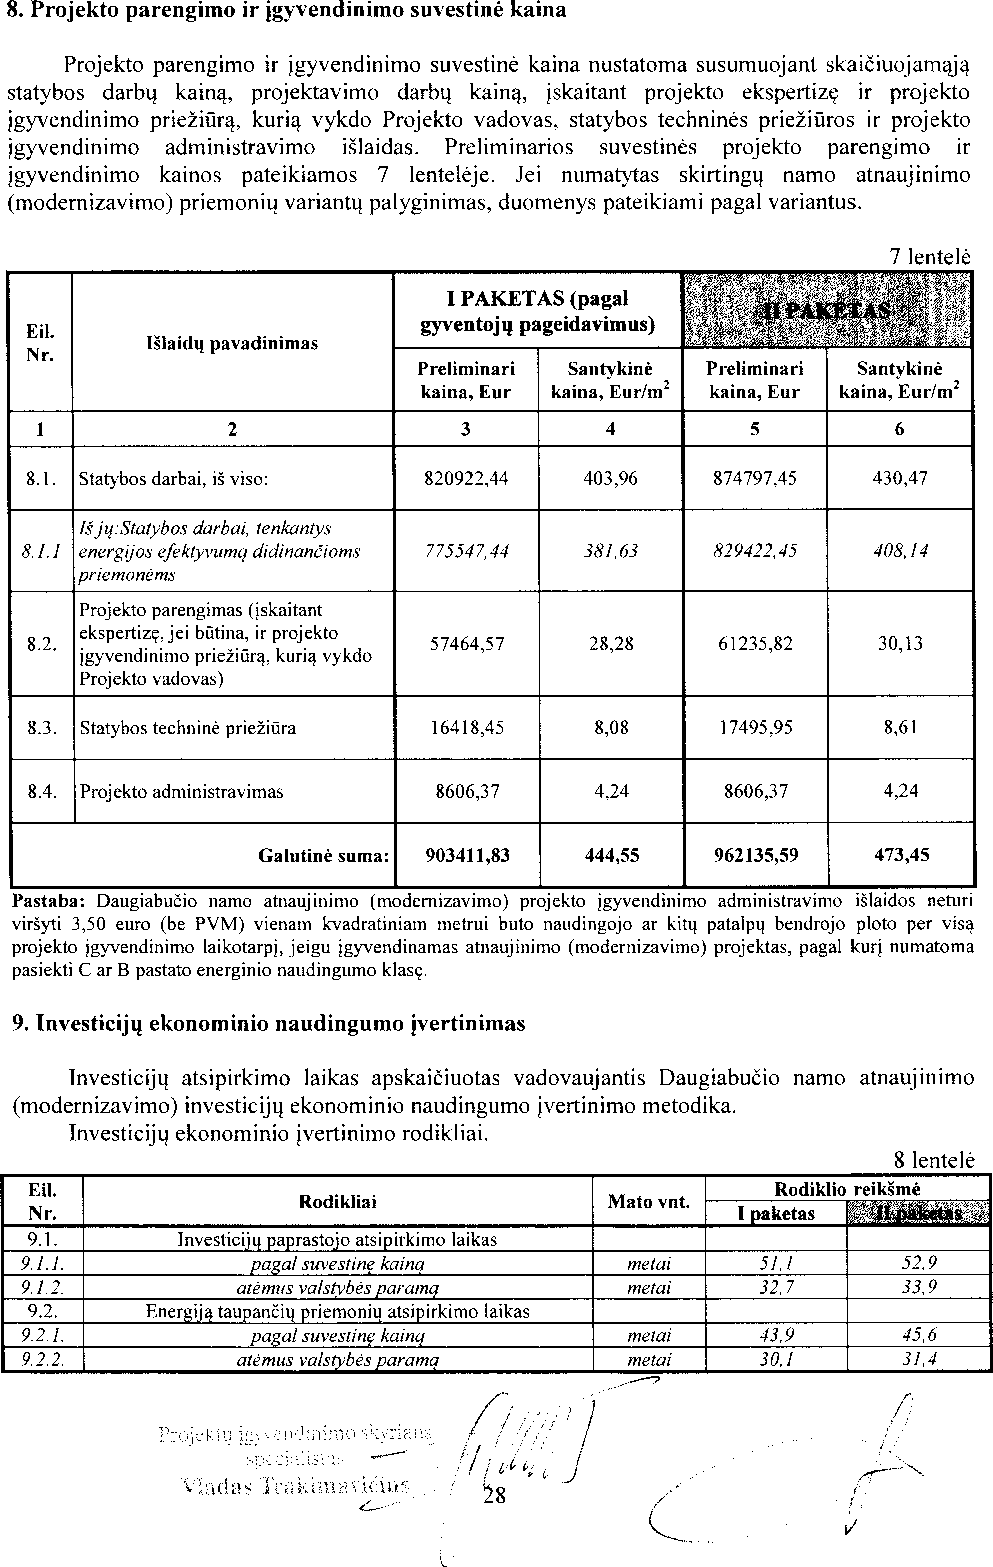 8. Projekto parengimo ir įgyvendinimo suvestinė kaina
Projekto parengimo ir įgyvendinimo suvestinė kaina nustatoma susumuojant skaičiuojamąją
statybos darbų kainą, projektavimo darbų kainą, įskaitant projekto ekspertizę ir projekto
įgyvendinimo priežiūrą, kurią vykdo Projekto vadovas, statybos techninės priežiūros ir projekto
įgyvendinimo administravimo išlaidas. Preliminarios suvestinės projekto parengimo ir
įgyvendinimo kainos pateikiamos 7 lentelėje. Jei numatytas skirtingų namo atnaujinimo
(modernizavimo) priemonių variantų palyginimas, duomenys pateikiami pagal variantus.
7 lentelė
Eil. Nr. Išlaidų pavadinimas I PAKETAS (pagal gyventojų pageidavimus) II PAKETAS
Preliminari kaina, Eur Santykinė kaina, Eur/m² Preliminari kaina, Eur Santykinė kaina, Eur/m²
1 2 3 4 5 6
8.1. Statybos darbai, iš viso: 820922,44 403,96 874797,45 430,47
Iš jų:Statybos darbai, tenkantys
8.1.1 energijos efektyvumą didinančioms 775547,44 381,63 829422,45 408,14
priemonėms
Projekto parengimas (įskaitant
ekspertizę, jei būtina, ir projekto
8.2. įgyvendinimo priežiūrą, kurią vykdo 57464,57 28,28 61235,82 30,13
Projekto vadovas)
8.3. Statybos techninė priežiūra 16418,45 8,08 17495,95 8,61
8.4. Projekto administravimas 8606,37 4,24 8606,37 4,24
Galutinė suma: 903411,83 444,55 962135,59 473,45
Pastaba: Daugiabučio namo atnaujinimo (modernizavimo) projekto įgyvendinimo administravimo išlaidos neturi
viršyti 3,50 euro (be PVM) vienam kvadratiniam metrui buto naudingojo ar kitų patalpų bendrojo ploto per visą
projekto įgyvendinimo laikotarpį, jeigu įgyvendinamas atnaujinimo (modernizavimo) projektas, pagal kurį numatoma
pasiekti C ar B pastato energinio naudingumo klasę.
9. Investicijų ekonominio naudingumo įvertinimas
Investicijų atsipirkimo laikas apskaičiuotas vadovaujantis Daugiabučio namo atnaujinimo
(modernizavimo) investicijų ekonominio naudingumo įvertinimo metodika.
Investicijų ekonominio įvertinimo rodikliai.
8 lentelė
Eil. Nr. Rodikliai Mato vnt. Rodiklio reikšmė
I paketas II paketas
9.1. Investicijų paprastojo atsipirkimo laikas
9.1.1. pagal suvestinę kainą metai 51,1 52,9
9.1.2. atėmus valstybės paramą metai 32,7 33,9
9.2. Energiją taupančių priemonių atsipirkimo laikas
9.2.1. pagal suvestinę kainą metai 43,9 45,6
9.2.2. atėmus valstybės paramą metai 30,1 31,4
Projektų įgyvendinimo skyriaus
specialistas
Vladas Trakimavičius
28